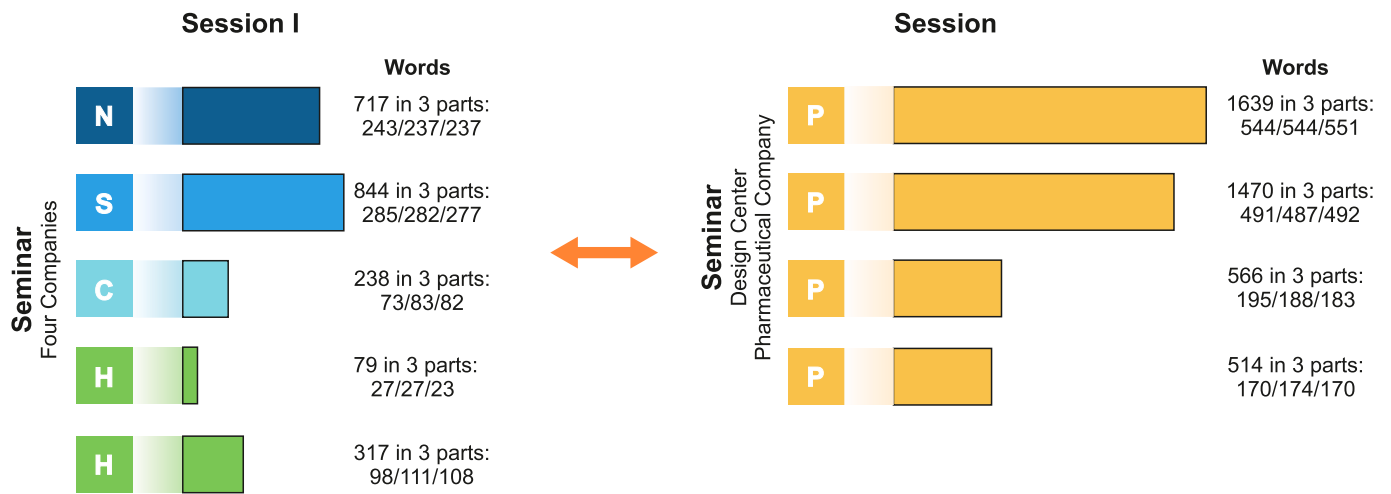 Session I
Words
Seminar
Four Companies
N
717 in 3 parts:
243/237/237
S
844 in 3 parts:
285/282/277
C
238 in 3 parts:
73/83/82
H
79 in 3 parts:
27/27/23
H
317 in 3 parts:
98/111/108
Session
Words
Seminar
Design Center
Pharmaceutical Company
P
1639 in 3 parts:
544/544/551
P
1470 in 3 parts:
491/487/492
P
566 in 3 parts:
195/188/183
P
514 in 3 parts:
170/174/170